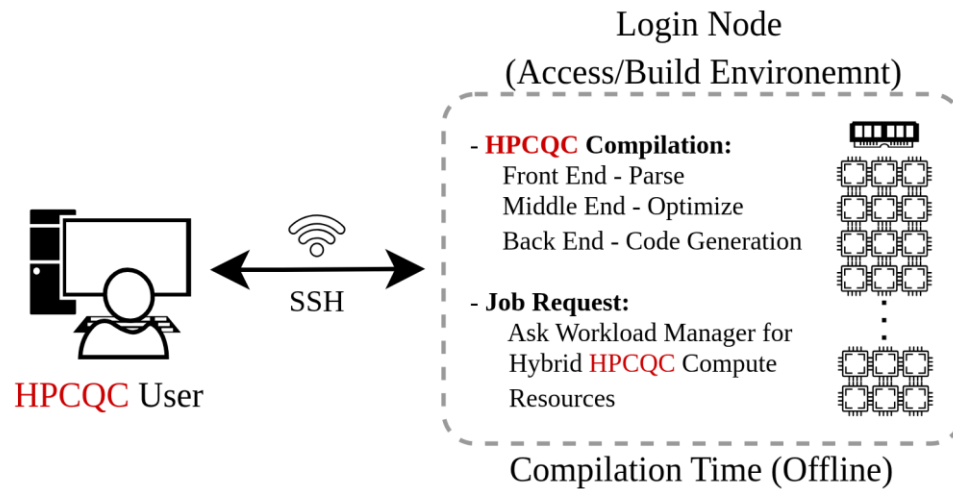 Login Node
(Access/Build Environemnt)
- HPCQC Compilation:
Front End - Parse
Middle End - Optimize
Back End - Code Generation
- Job Request:
Ask Workload Manager for
Hybrid HPCQC Compute
Resources
SSH
HPCQC User
Compilation Time (Offline)